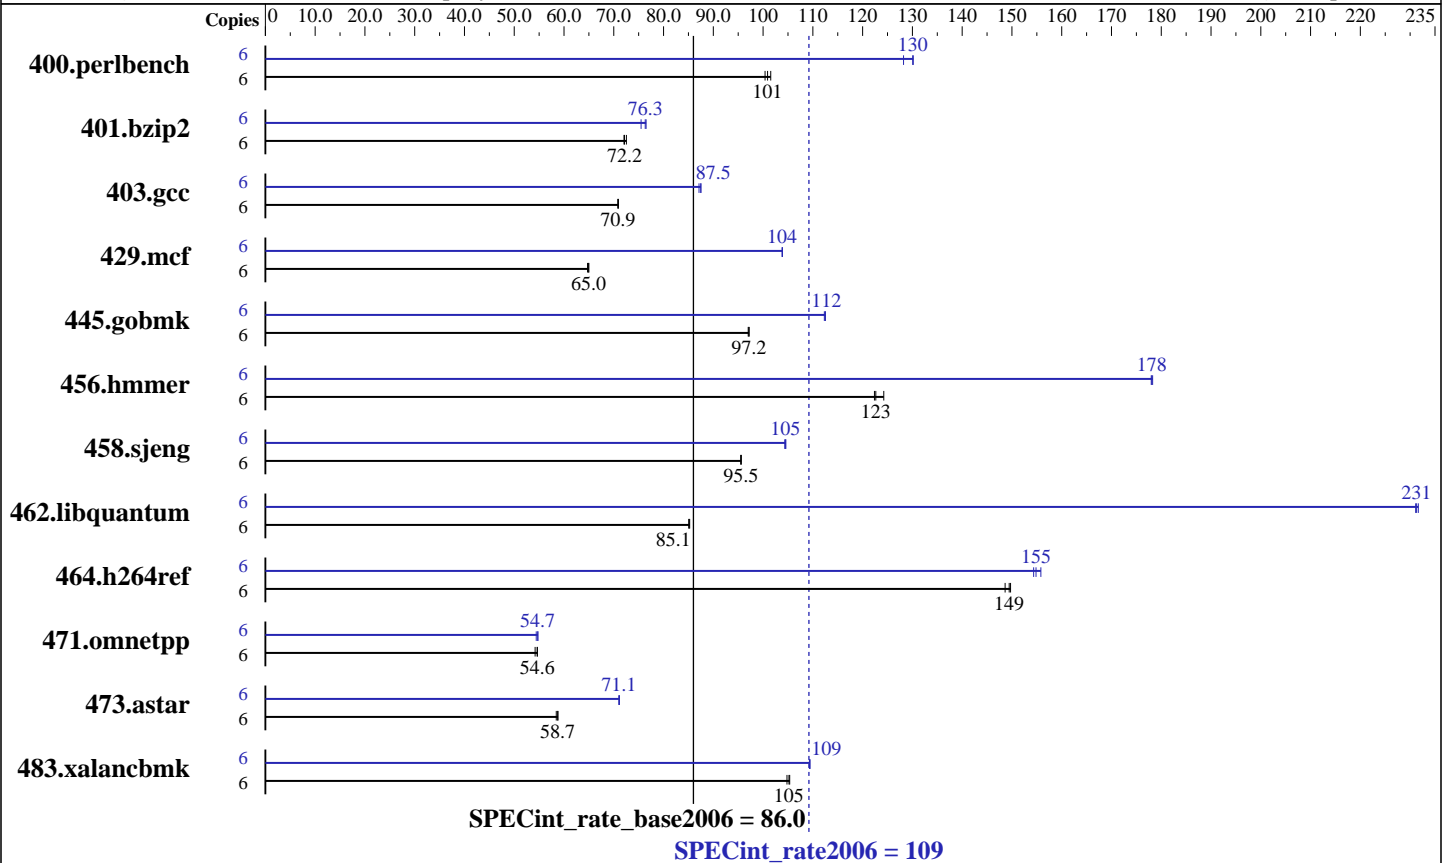 Copies 0 10.0 20.0 30.0 40.0 50.0 60.0 70.0 80.0 90.0 100 110 120 130 140 150 160 170 180 190 200 210 220 235
400.perlbench 6 130
6 101
401.bzip2 6 76.3
6 72.2
403.gcc 6 87.5
6 70.9
429.mcf 6 104
6 65.0
445.gobmk 6 112
6 97.2
456.hmmer 6 178
6 123
458.sjeng 6 105
6 95.5
462.libquantum 6 231
6 85.1
464.h264ref 6 155
6 149
471.omnetpp 6 54.7
6 54.6
473.astar 6 71.1
6 58.7
483.xalancbmk 6 109
6 105
SPECint_rate_base2006 = 86.0
SPECint_rate2006 = 109